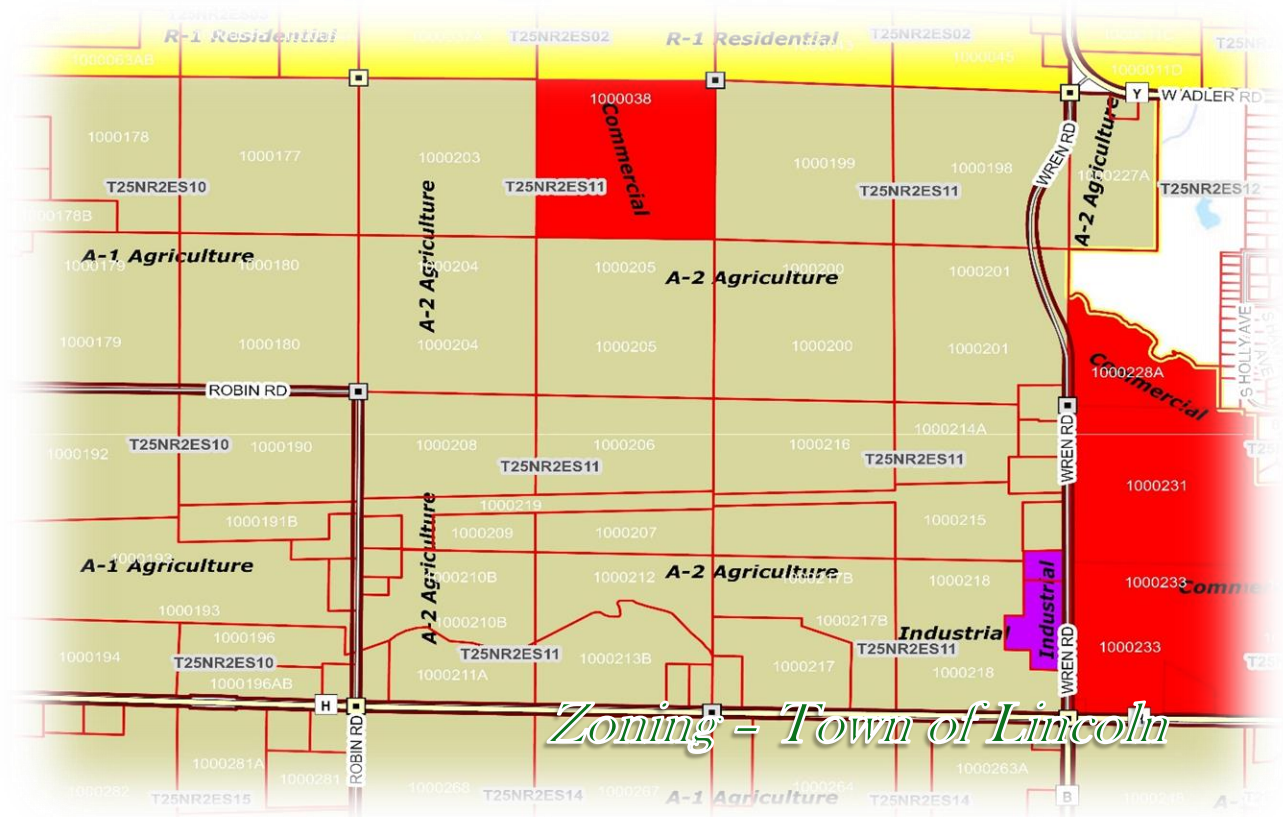 R-1 Residential
T25NR2ES02
R-1 Residential
T25NR2ES02
1000063AB
1000045
1000011D
Y
W ADLER RD
1000038
Commercial
1000178
1000177
1000203
1000199
1000198
WREN RD
A-2 Agriculture
1000227A
T25NR2ES10
T25NR2ES11
T25NR2ES11
T25NR2ES12
1000178B
A-1 Agriculture
1000179
1000180
1000204
A-2 Agriculture
1000205
A-2 Agriculture
1000200
1000201
1000179
1000180
1000204
1000205
1000200
1000201
S HOLLY AVE
Commercial
1000228A
ROBIN RD
T25NR2ES10
1000192
1000190
1000208
1000206
1000216
1000214A
T25NR2ES11
T25NR2ES11
WREN RD
1000231
1000219
1000191B
A-2 Agriculture
1000209
1000207
1000215
A-1 Agriculture
1000193
1000210B
1000212
A-2 Agriculture
1000217B
1000218
Industrial
1000233
1000193
1000210B
1000217B
Industrial
1000196
1000194
T25NR2ES10
T25NR2ES11
1000213B
T25NR2ES11
1000233
1000196AB
1000211A
1000217
1000218
WREN RD
H
Zoning - Town of Lincoln
ROBIN RD
1000281A
1000281
1000263A
1000282
T25NR2ES15
1000268
T25NR2ES14
1000267
A-1 Agriculture
1000264
T25NR2ES14
B